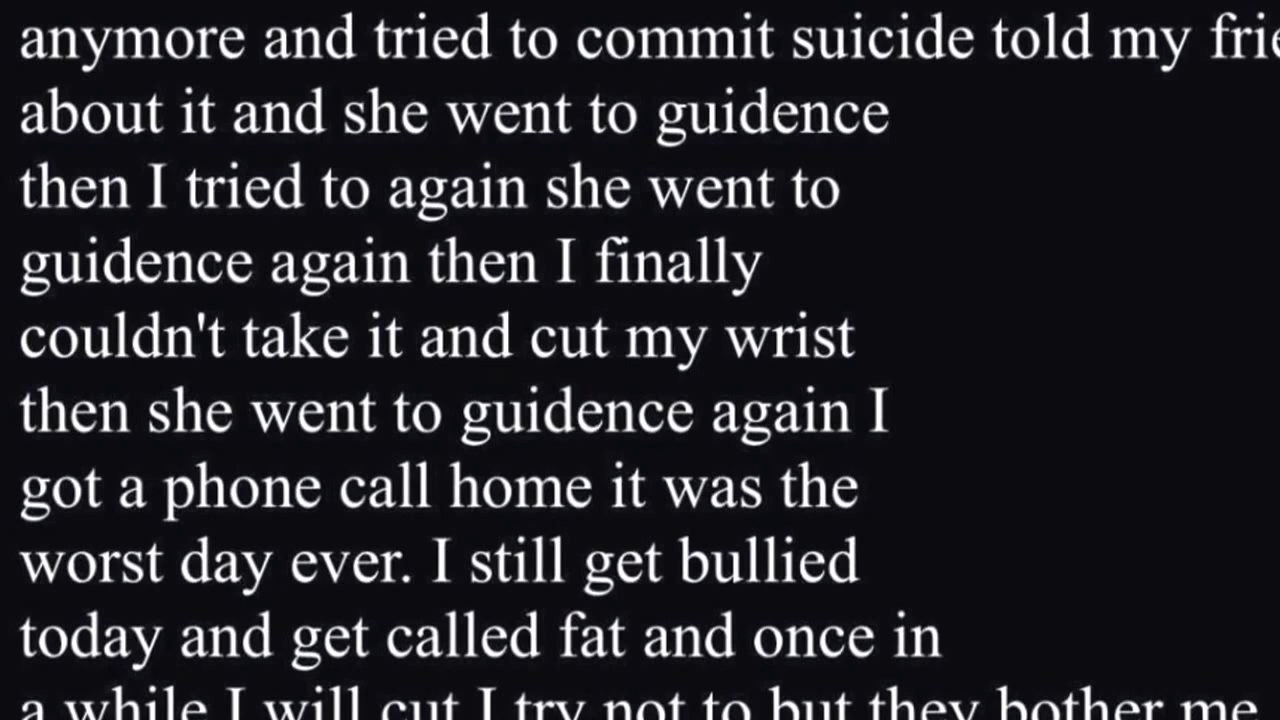 anymore and tried to commit suicide told my frie
about it and she went to guidence
then I tried to again she went to
guidence again then I finally
couldn't take it and cut my wrist
then she went to guidence again I
got a phone call home it was the
worst day ever. I still get bullied
today and get called fat and once in
a while I will cut I try not to but they bother me